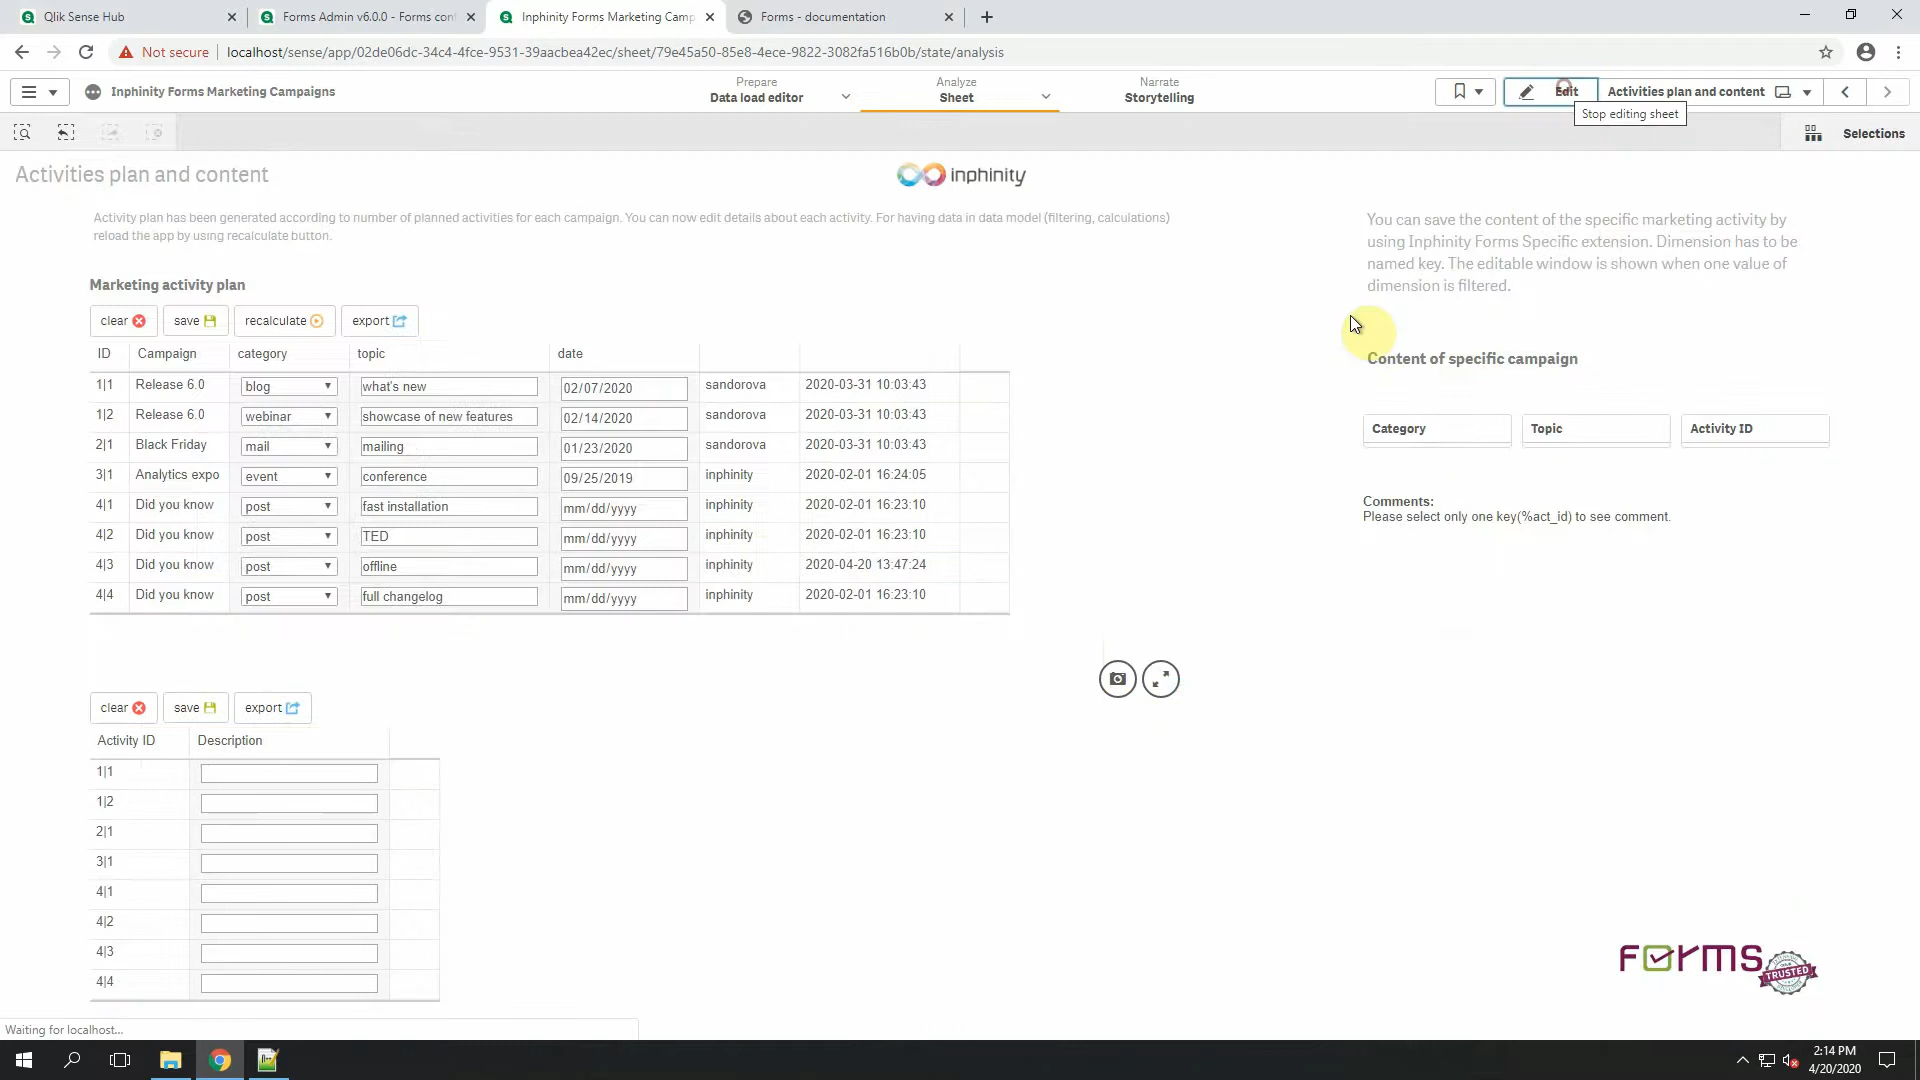 Qlik Sense Hub
Forms Admin v6.0.0 - Forms cont
Inphinity Forms Marketing Camp
Forms - documentation
Not secure
localhost/sense/app/02de06dc-34c4-4fce-9531-39aacbea42ec/sheet/79e45a50-85e8-4ece-9822-3082fa516b0b/state/analysis
Inphinity Forms Marketing Campaigns
Prepare
Data load editor
Analyze
Sheet
Narrate
Storytelling
Edit
Activities plan and content
Stop editing sheet
Selections
Activities plan and content
inphinity
Activity plan has been generated according to number of planned activities for each campaign. You can now edit details about each activity. For having data in data model (filtering, calculations)
reload the app by using recalculate button.
You can save the content of the specific marketing activity by
using Inphinity Forms Specific extension. Dimension has to be
named key. The editable window is shown when one value of
dimension is filtered.
Marketing activity plan
clear save recalculate export
ID Campaign category topic date
1|1 Release 6.0 blog what's new 02/07/2020 sandorova 2020-03-31 10:03:43
1|2 Release 6.0 webinar showcase of new features 02/14/2020 sandorova 2020-03-31 10:03:43
2|1 Black Friday mail mailing 01/23/2020 sandorova 2020-03-31 10:03:43
3|1 Analytics expo event conference 09/25/2019 inphinity 2020-02-01 16:24:05
4|1 Did you know post fast installation mm/dd/yyyy inphinity 2020-02-01 16:23:10
4|2 Did you know post TED mm/dd/yyyy inphinity 2020-02-01 16:23:10
4|3 Did you know post offline mm/dd/yyyy inphinity 2020-04-20 13:47:24
4|4 Did you know post full changelog mm/dd/yyyy inphinity 2020-02-01 16:23:10
Content of specific campaign
Category Topic Activity ID
Comments:
Please select only one key(%act_id) to see comment.
clear save export
Activity ID Description
1|1
1|2
2|1
3|1
4|1
4|2
4|3
4|4
FORMS
TRUSTED
Waiting for localhost...
2:14 PM
4/20/2020